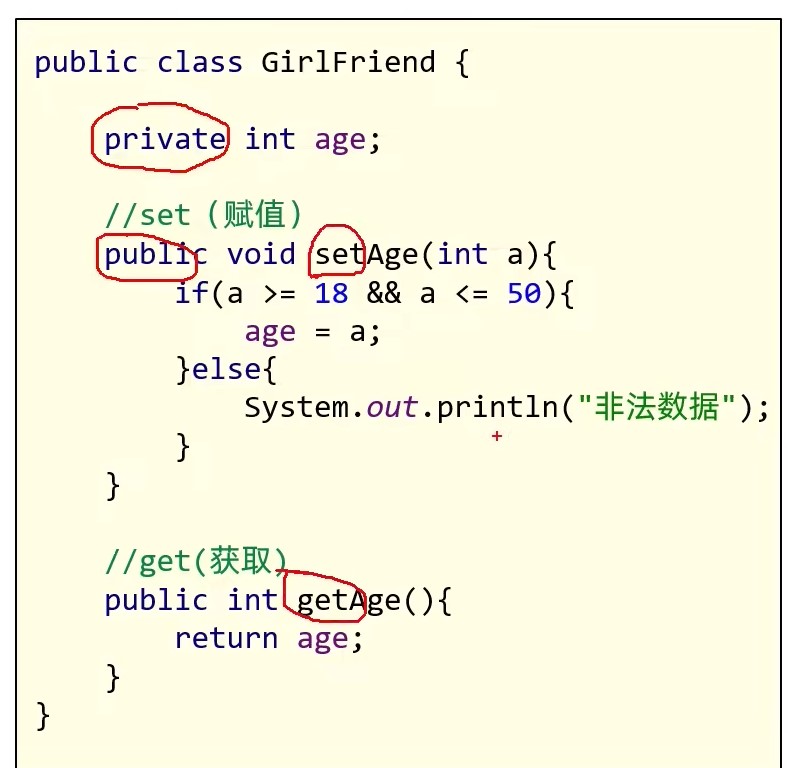 public class GirlFriend {
private int age;
//set（赋值）
public void setAge(int a){
if(a >= 18 && a <= 50){
age = a;
}else{
System.out.println("非法数据");
}
}
//get(获取)
public int getAge(){
return age;
}
}